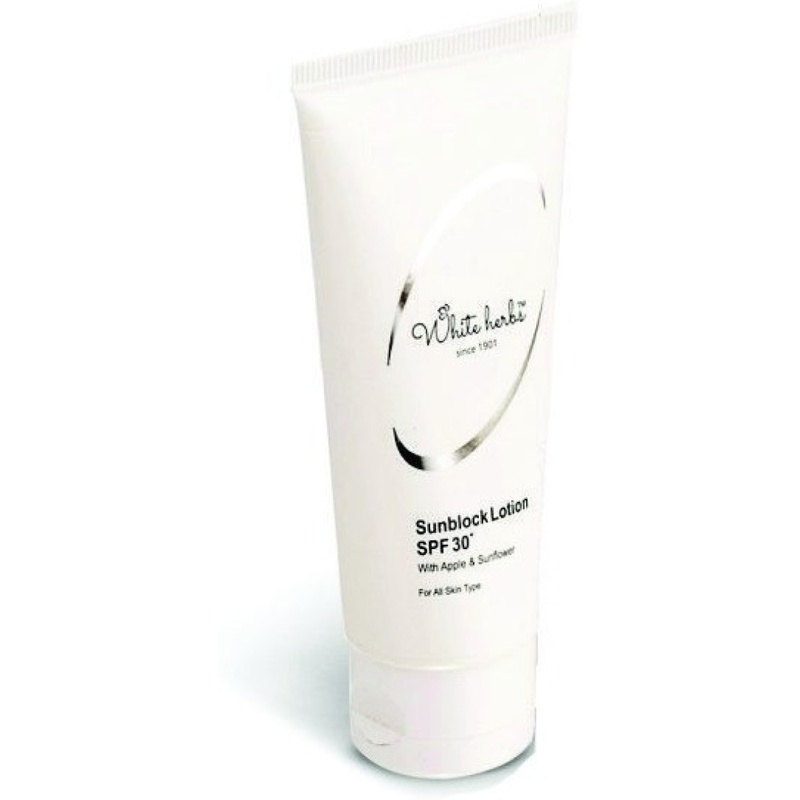 White herbs™
since 1901
Sunblock Lotion
SPF 30*
With Apple & Sunflower
For All Skin Type